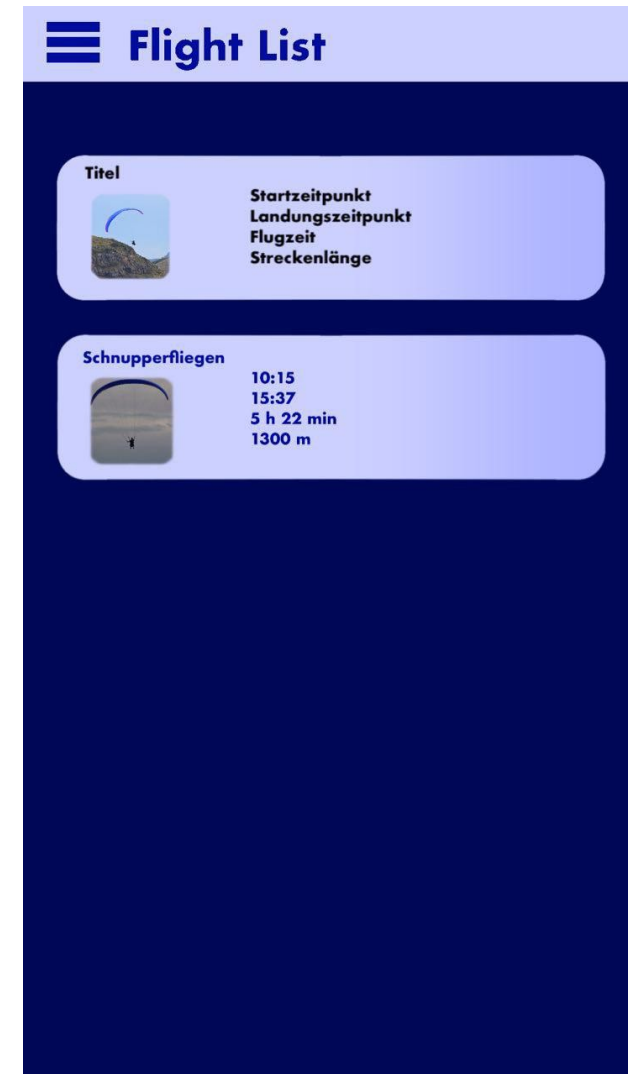 Flight List
Titel
Startzeitpunkt
Landungszeitpunkt
Flugzeit
Streckenlänge
Schnupperfliegen
10:15
15:37
5 h 22 min
1300 m